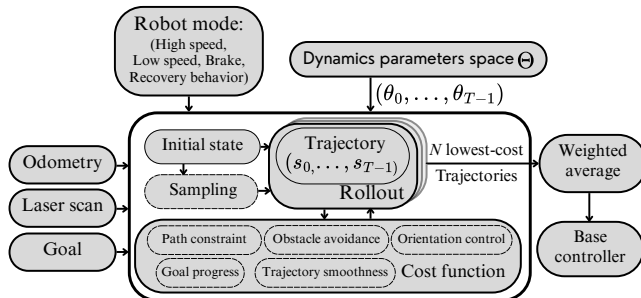 Robot mode:
(High speed,
Low speed, Brake,
Recovery behavior)
Dynamics parameters space Θ
(θ₀, . . . , θ_{T−1})
Initial state
Sampling
Trajectory
(s₀, . . . , s_{T−1})
Rollout
N lowest-cost
Trajectories
Weighted
average
Base
controller
Odometry
Laser scan
Goal
Path constraint
Obstacle avoidance
Orientation control
Goal progress
Trajectory smoothness
Cost function